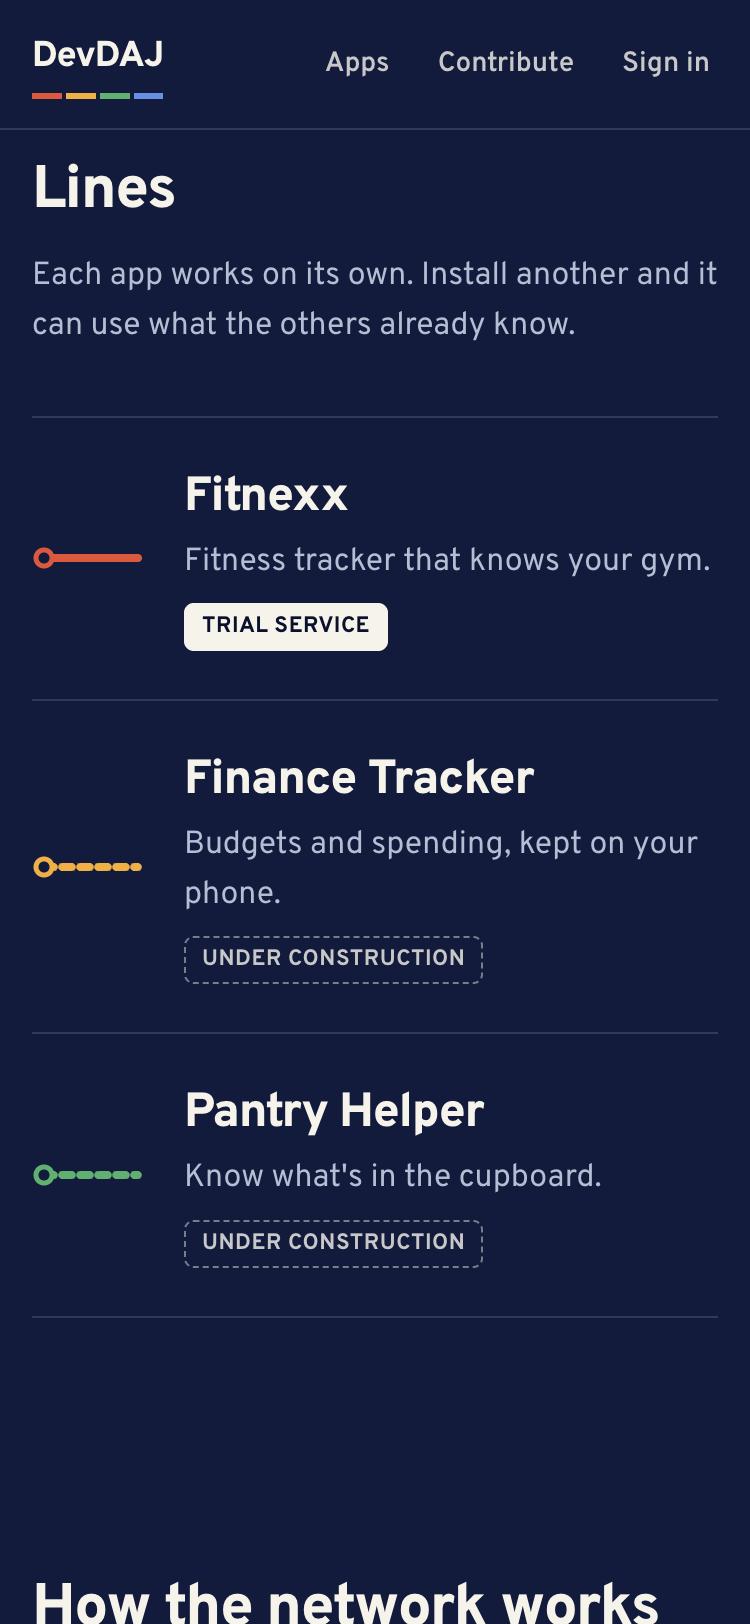 DevDAJ
Apps
Contribute
Sign in
Lines
Each app works on its own. Install another and it
can use what the others already know.
Fitnexx
Fitness tracker that knows your gym.
TRIAL SERVICE
Finance Tracker
Budgets and spending, kept on your
phone.
UNDER CONSTRUCTION
Pantry Helper
Know what's in the cupboard.
UNDER CONSTRUCTION
How the network works